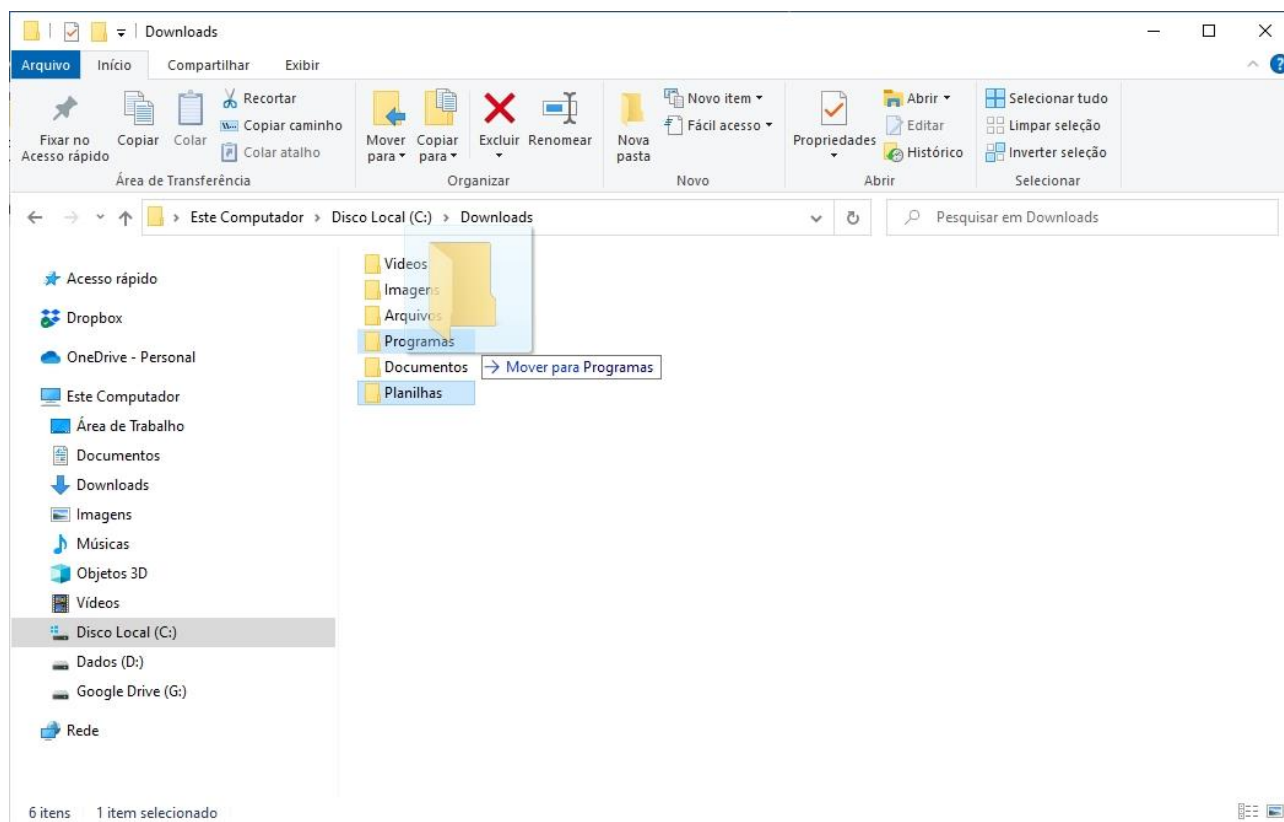 Downloads
Arquivo Início Compartilhar Exibir
Fixar no Acesso rápido
Copiar
Colar
Recortar
Copiar caminho
Colar atalho
Área de Transferência
Mover para
Copiar para
Excluir
Renomear
Organizar
Nova pasta
Novo item
Fácil acesso
Novo
Propriedades
Abrir
Editar
Histórico
Abrir
Selecionar tudo
Limpar seleção
Inverter seleção
Selecionar
Este Computador > Disco Local (C:) > Downloads
Pesquisar em Downloads
Acesso rápido
Dropbox
OneDrive - Personal
Este Computador
Área de Trabalho
Documentos
Downloads
Imagens
Músicas
Objetos 3D
Vídeos
Disco Local (C:)
Dados (D:)
Google Drive (G:)
Rede
Videos
Imagens
Arquivos
Programas
Documentos
Mover para Programas
Planilhas
6 itens 1 item selecionado